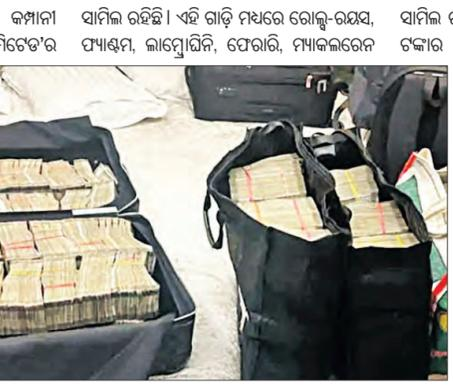 କମ୍ପାନୀ
ମିଟେଡ'ର
ସାମିଲ ରହିଛି । ଏହି ଗାଡ଼ି ମଧ୍ୟରେ ରୋଲ୍ସ-ରୟସ,
ଫ୍ୟାଣ୍ଟମ, ଲାମ୍ବୋର୍ଘିନି, ଫେରାରି, ମ୍ୟାକଲରେନ
ସାମିଲ
ଟଙ୍କାର